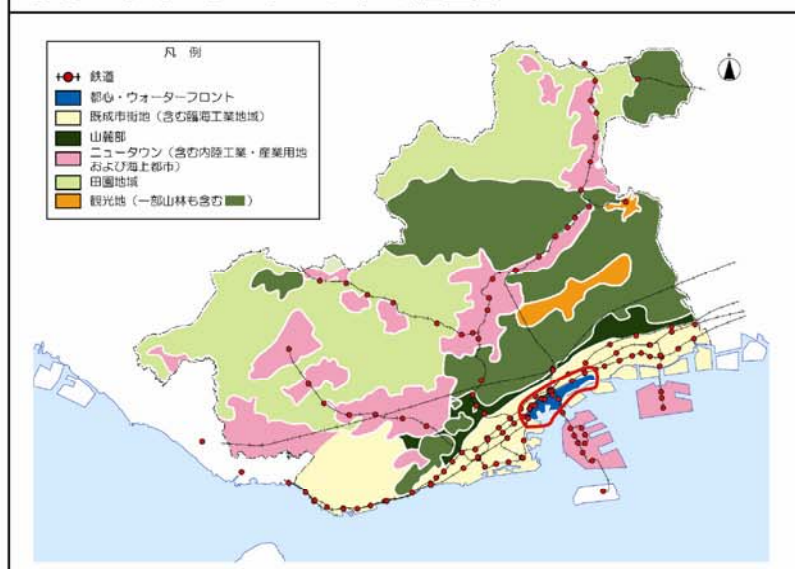 凡 例
鉄道
都心・ウォーターフロント
既成市街地（含む臨海工業地域）
山麓部
ニュータウン（含む内陸工業・産業用地
および海上都市）
田園地域
観光地（一部山林も含む ）